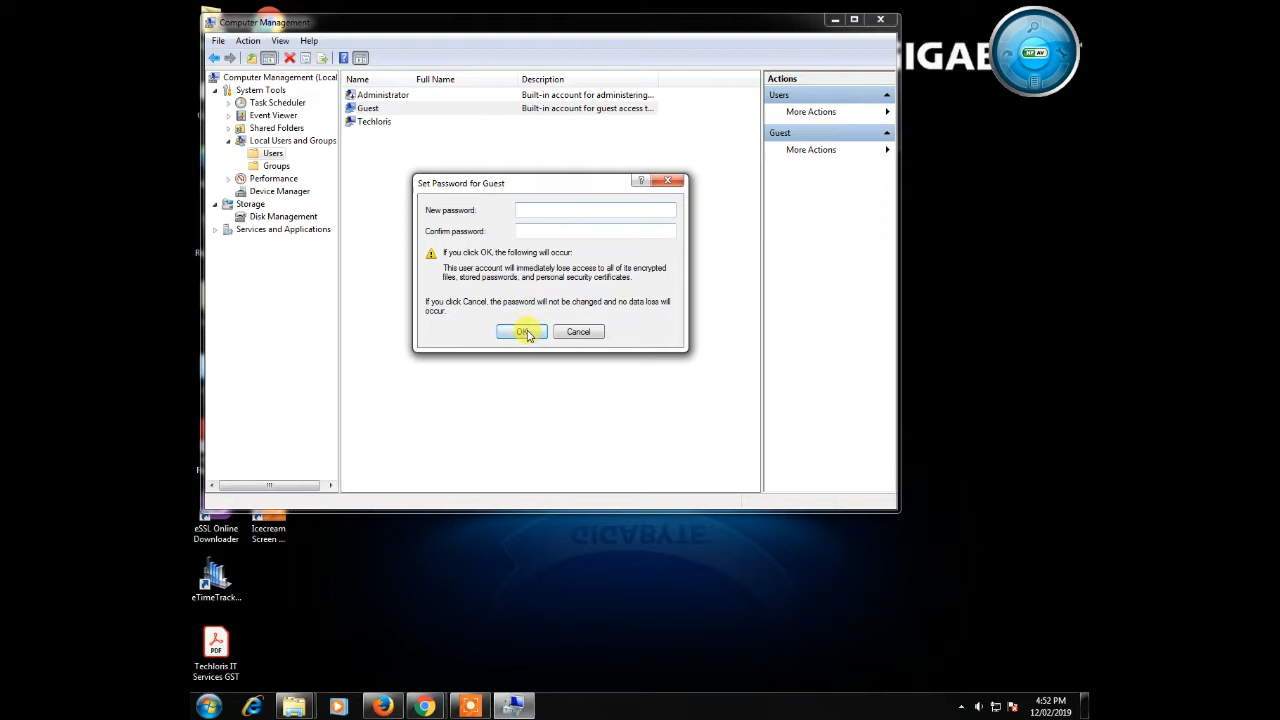 Computer Management
File Action View Help
Computer Management (Local
System Tools
Task Scheduler
Event Viewer
Shared Folders
Local Users and Groups
Users
Groups
Performance
Device Manager
Storage
Disk Management
Services and Applications
Name Full Name Description
Administrator Built-in account for administering...
Guest Built-in account for guest access t...
Techloris
Actions
Users
More Actions
Guest
More Actions
Set Password for Guest
New password:
Confirm password:
If you click OK, the following will occur:
This user account will immediately lose access to all of its encrypted
files, stored passwords, and personal security certificates.
If you click Cancel, the password will not be changed and no data loss will
occur.
OK Cancel
IGAB
HF AV
GIGABYTE
eSSL Online
Downloader
Icecream
Screen ...
eTimeTrack...
PDF
Techloris IT
Services GST
4:52 PM
12/02/2019